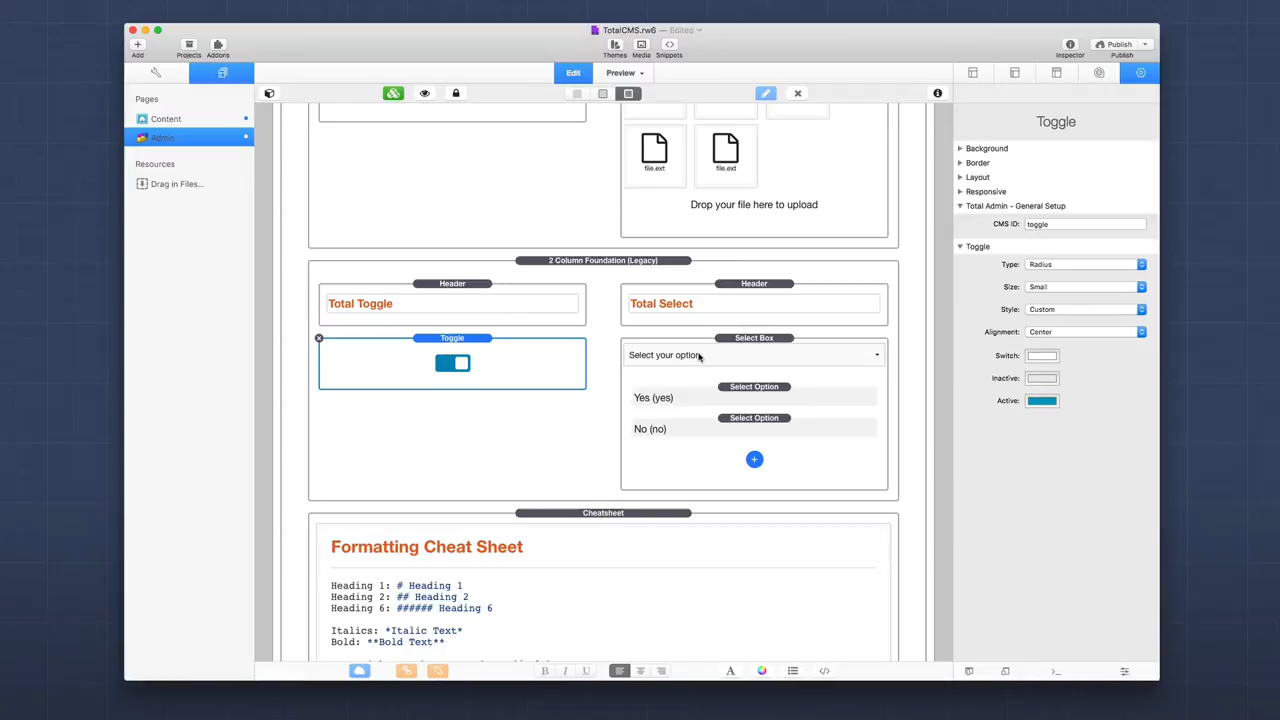 TotalCMS.rw6 — Edited
Add
Projects
Addons
Themes
Media
Snippets
Inspector
Publish
Publish
Edit
Preview
Pages
Content
Admin
Resources
Drag in Files...
file.ext
file.ext
Drop your file here to upload
2 Column Foundation (Legacy)
Header
Total Toggle
Header
Total Select
Toggle
Select Box
Select your option
Select Option
Yes (yes)
Select Option
No (no)
Cheatsheet
Formatting Cheat Sheet
Heading 1: # Heading 1
Heading 2: ## Heading 2
Heading 6: ###### Heading 6
Italics: *Italic Text*
Bold: **Bold Text**
B I U
A
Toggle
Background
Border
Layout
Responsive
Total Admin - General Setup
CMS ID: toggle
Toggle
Type: Radius
Size: Small
Style: Custom
Alignment: Center
Switch:
Inactive:
Active: